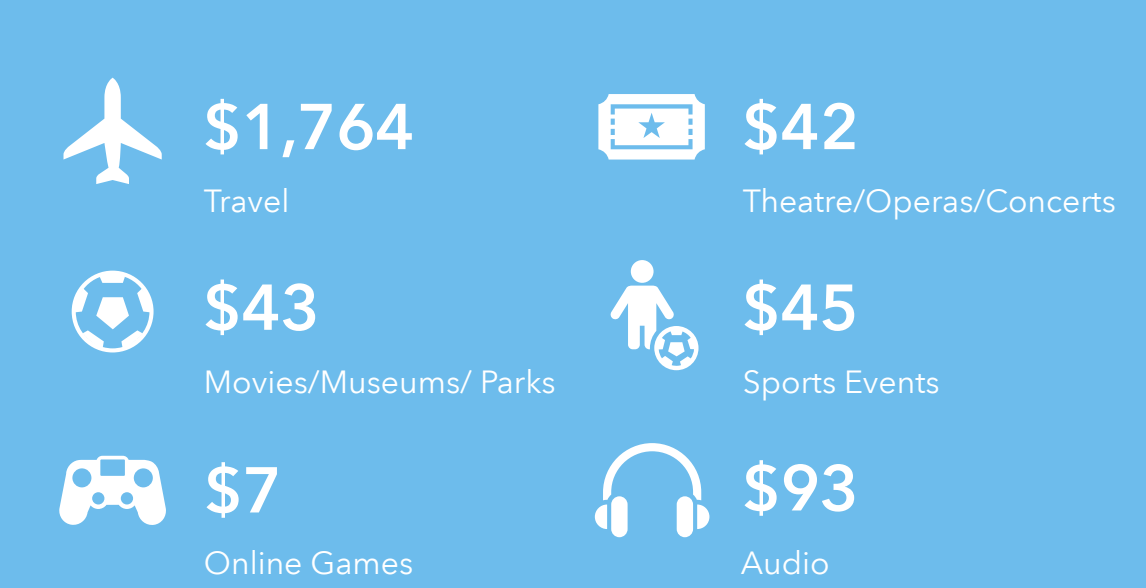 $1,764
Travel
$42
Theatre/Operas/Concerts
$43
Movies/Museums/ Parks
$45
Sports Events
$7
Online Games
$93
Audio